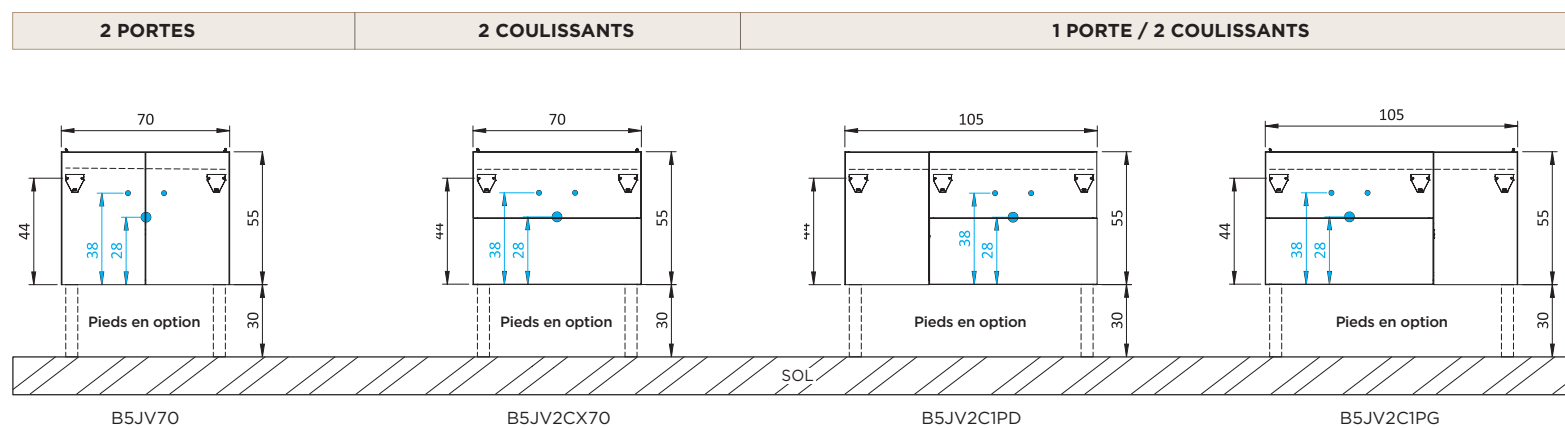 2 PORTES
2 COULISSANTS
1 PORTE / 2 COULISSANTS
70
44
38
28
55
30
Pieds en option
70
44
38
28
55
30
Pieds en option
105
44
38
28
55
30
Pieds en option
105
44
38
28
55
30
Pieds en option
SOL
B5JV70
B5JV2CX70
B5JV2C1PD
B5JV2C1PG